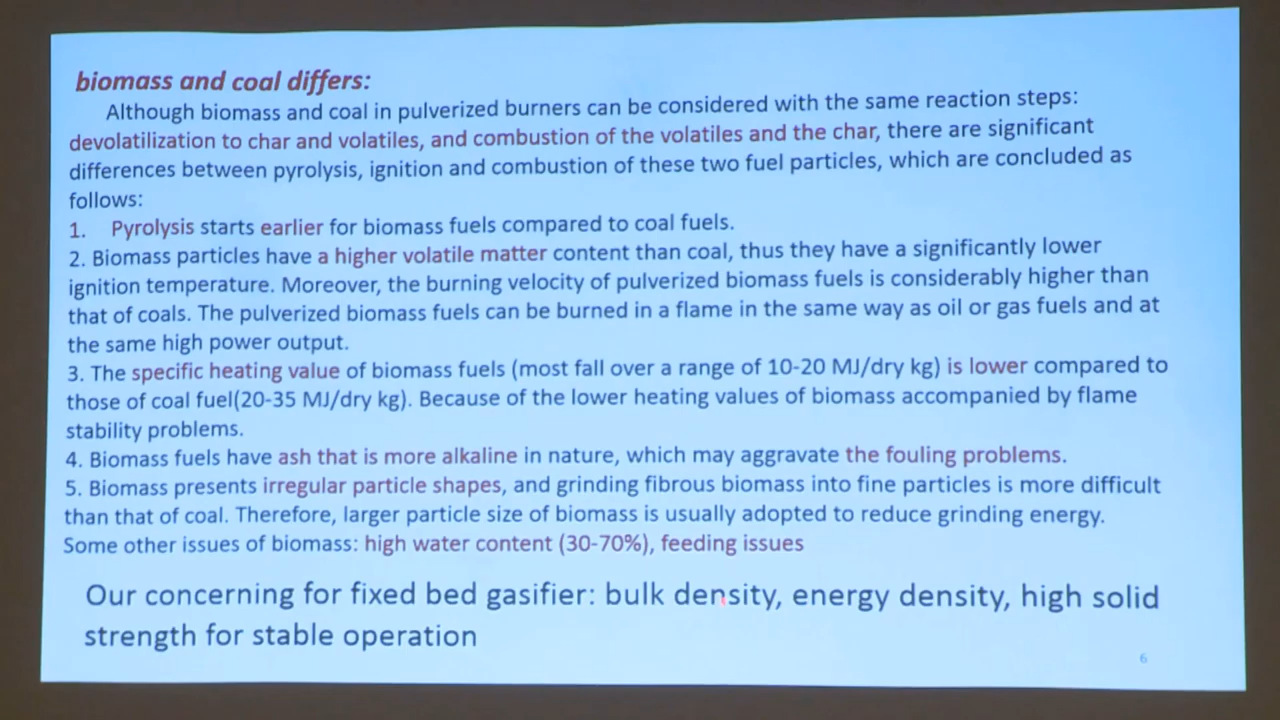 biomass and coal differs:
Although biomass and coal in pulverized burners can be considered with the same reaction steps:
devolatilization to char and volatiles, and combustion of the volatiles and the char, there are significant
differences between pyrolysis, ignition and combustion of these two fuel particles, which are concluded as
follows:
1. Pyrolysis starts earlier for biomass fuels compared to coal fuels.
2. Biomass particles have a higher volatile matter content than coal, thus they have a significantly lower
ignition temperature. Moreover, the burning velocity of pulverized biomass fuels is considerably higher than
that of coals. The pulverized biomass fuels can be burned in a flame in the same way as oil or gas fuels and at
the same high power output.
3. The specific heating value of biomass fuels (most fall over a range of 10-20 MJ/dry kg) is lower compared to
those of coal fuel(20-35 MJ/dry kg). Because of the lower heating values of biomass accompanied by flame
stability problems.
4. Biomass fuels have ash that is more alkaline in nature, which may aggravate the fouling problems.
5. Biomass presents irregular particle shapes, and grinding fibrous biomass into fine particles is more difficult
than that of coal. Therefore, larger particle size of biomass is usually adopted to reduce grinding energy.
Some other issues of biomass: high water content (30-70%), feeding issues
Our concerning for fixed bed gasifier: bulk density, energy density, high solid
strength for stable operation
6